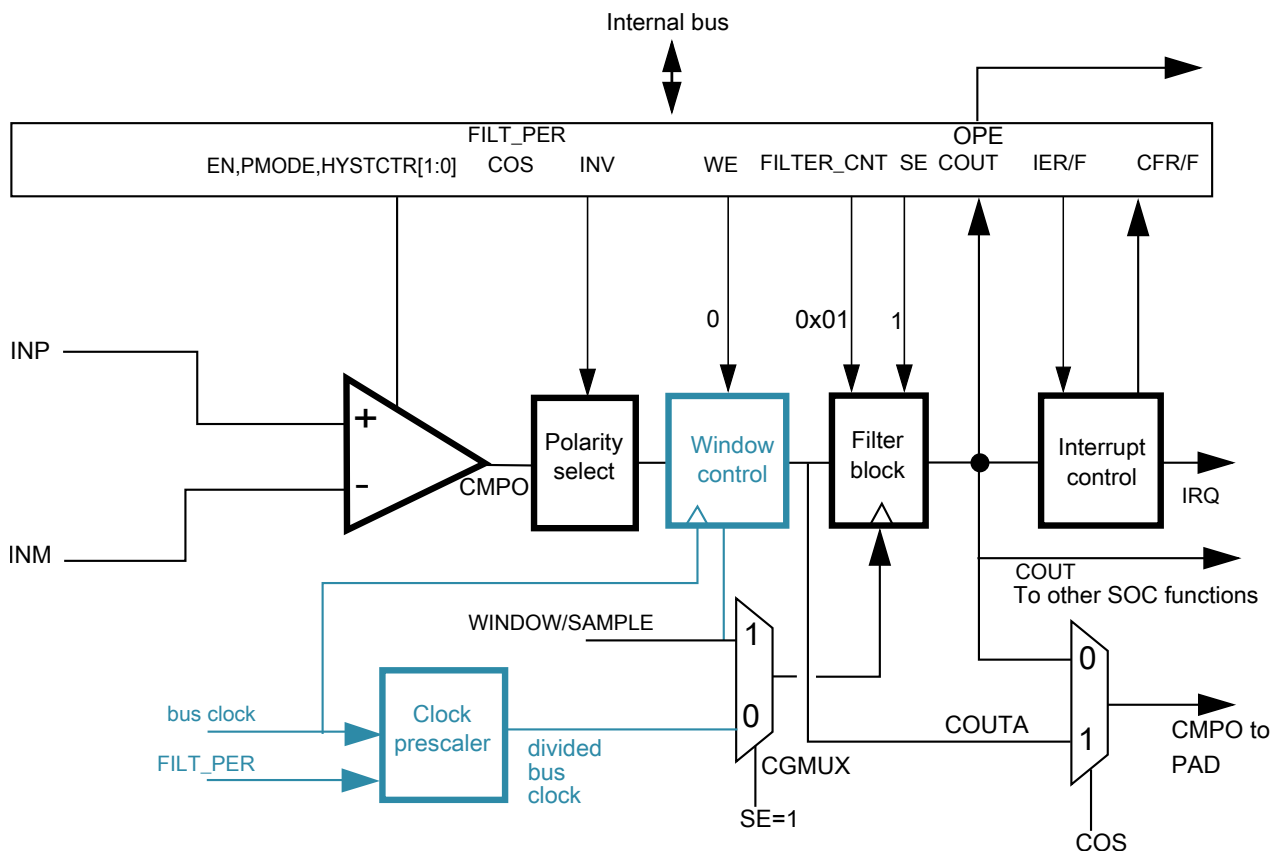 Internal bus
FILT_PER
OPE
EN,PMODE,HYSTCTR[1:0]
COS
INV
WE
FILTER_CNT
SE
COUT
IER/F
CFR/F
0
0x01
1
INP
+
-
INM
CMPO
Polarity
select
Window
control
Filter
block
Interrupt
control
IRQ
COUT
To other SOC functions
WINDOW/SAMPLE
1
0
CGMUX
SE=1
bus clock
FILT_PER
Clock
prescaler
divided
bus
clock
COUTA
0
1
CMPO to
PAD
COS